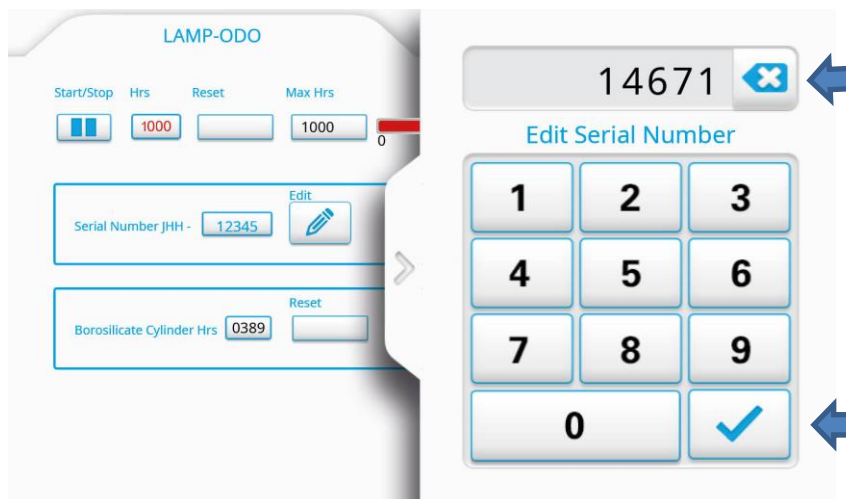 LAMP-ODO
Start/Stop Hrs Reset Max Hrs
1000 1000
0
Edit
Serial Number JHH - 12345
Reset
Borosilicate Cylinder Hrs 0389
14671
Edit Serial Number
1 2 3
4 5 6
7 8 9
0